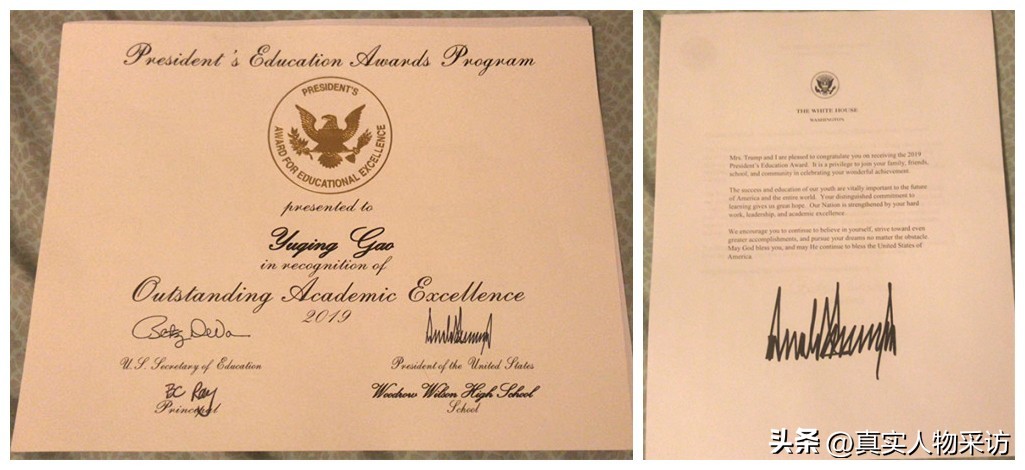 President's Education Awards Program
PRESIDENT'S
AWARD FOR EDUCATIONAL EXCELLENCE
presented to
Yuqing Gao
in recognition of
Outstanding Academic Excellence
2019
Betsy DeVos
U.S. Secretary of Education
President of the United States
BC Ray
Principal
Woodrow Wilson High School
School
THE WHITE HOUSE
WASHINGTON
Mrs. Trump and I are pleased to congratulate you on receiving the 2019
President's Education Award. It is a privilege to join your family, friends,
school, and community in celebrating your wonderful achievement.
The success and education of our youth are vitally important to the future
of America and the entire world. Your distinguished commitment to
learning gives us great hope. Our Nation is strengthened by your hard
work, leadership, and academic excellence.
We encourage you to continue to believe in yourself, strive toward even
greater accomplishments, and pursue your dreams no matter the obstacle.
May God bless you, and may He continue to bless the United States of
America.
头条 @真实人物采访